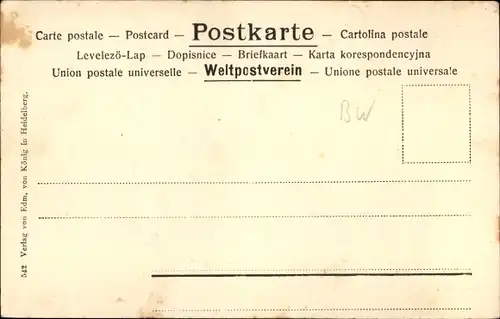 Carte postale — Postcard — Postkarte — Cartolina postale
Levelező-Lap — Dopisnice — Briefkaart — Karta korespondencyjna
Union postale universelle — Weltpostverein — Unione postale universale
BW
542 Verlag von Edm. von König in Heidelberg.